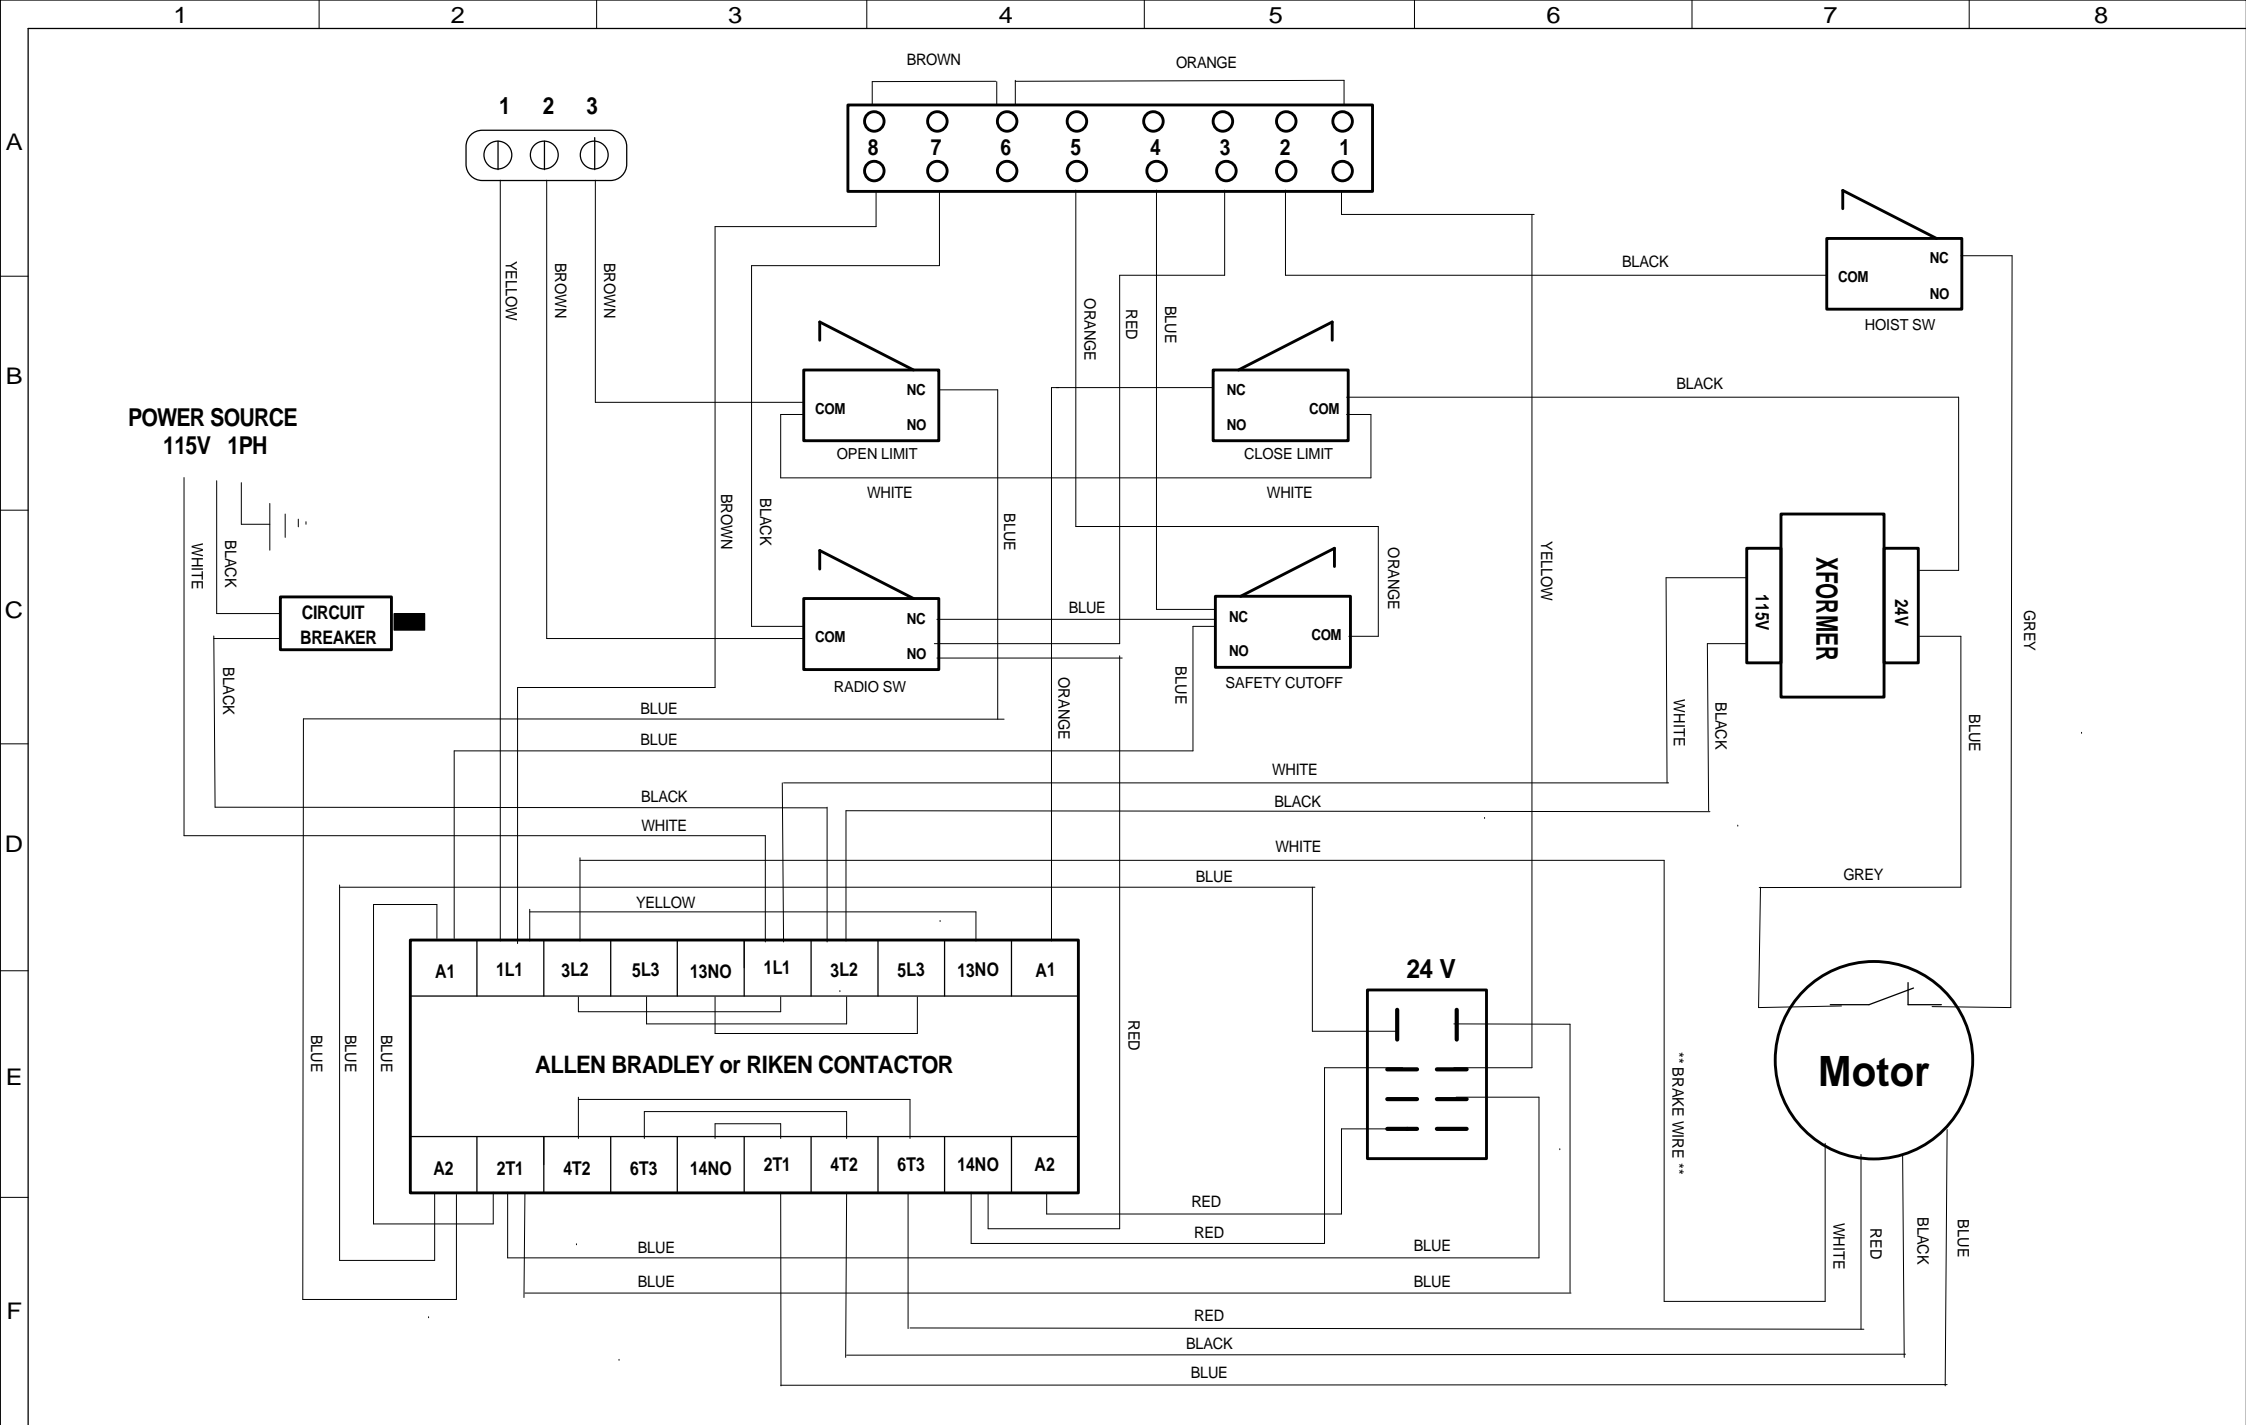 1 2 3 4 5 6 7 8
BROWN ORANGE
1 2 3
A
8 7 6 5 4 3 2 1
BLACK
NC
COM
NO
HOIST SW
YELLOW
BROWN
BROWN
ORANGE
RED
BLUE
B
NC
COM
NO
OPEN LIMIT
NC
COM
NO
CLOSE LIMIT
BLACK
POWER SOURCE
115V 1PH
WHITE WHITE
WHITE
BLACK
BROWN
BLACK
BLUE
ORANGE
YELLOW
C
CIRCUIT
BREAKER
BLUE
NC
COM
NO
RADIO SW
NC
COM
NO
SAFETY CUTOFF
115V
XFORMER
24V
GREY
BLACK
BLUE
ORANGE
BLUE
WHITE
BLACK
BLUE
BLUE
WHITE
BLACK
BLACK
WHITE
D
WHITE
BLUE
GREY
YELLOW
A1 1L1 3L2 5L3 13NO 1L1 3L2 5L3 13NO A1
24 V
BLUE
BLUE
BLUE
RED
ALLEN BRADLEY or RIKEN CONTACTOR
E
** BRAKE WIRE **
Motor
A2 2T1 4T2 6T3 14NO 2T1 4T2 6T3 14NO A2
RED
RED
WHITE
RED
BLACK
BLUE
BLUE BLUE
BLUE BLUE
F
RED
BLACK
BLUE